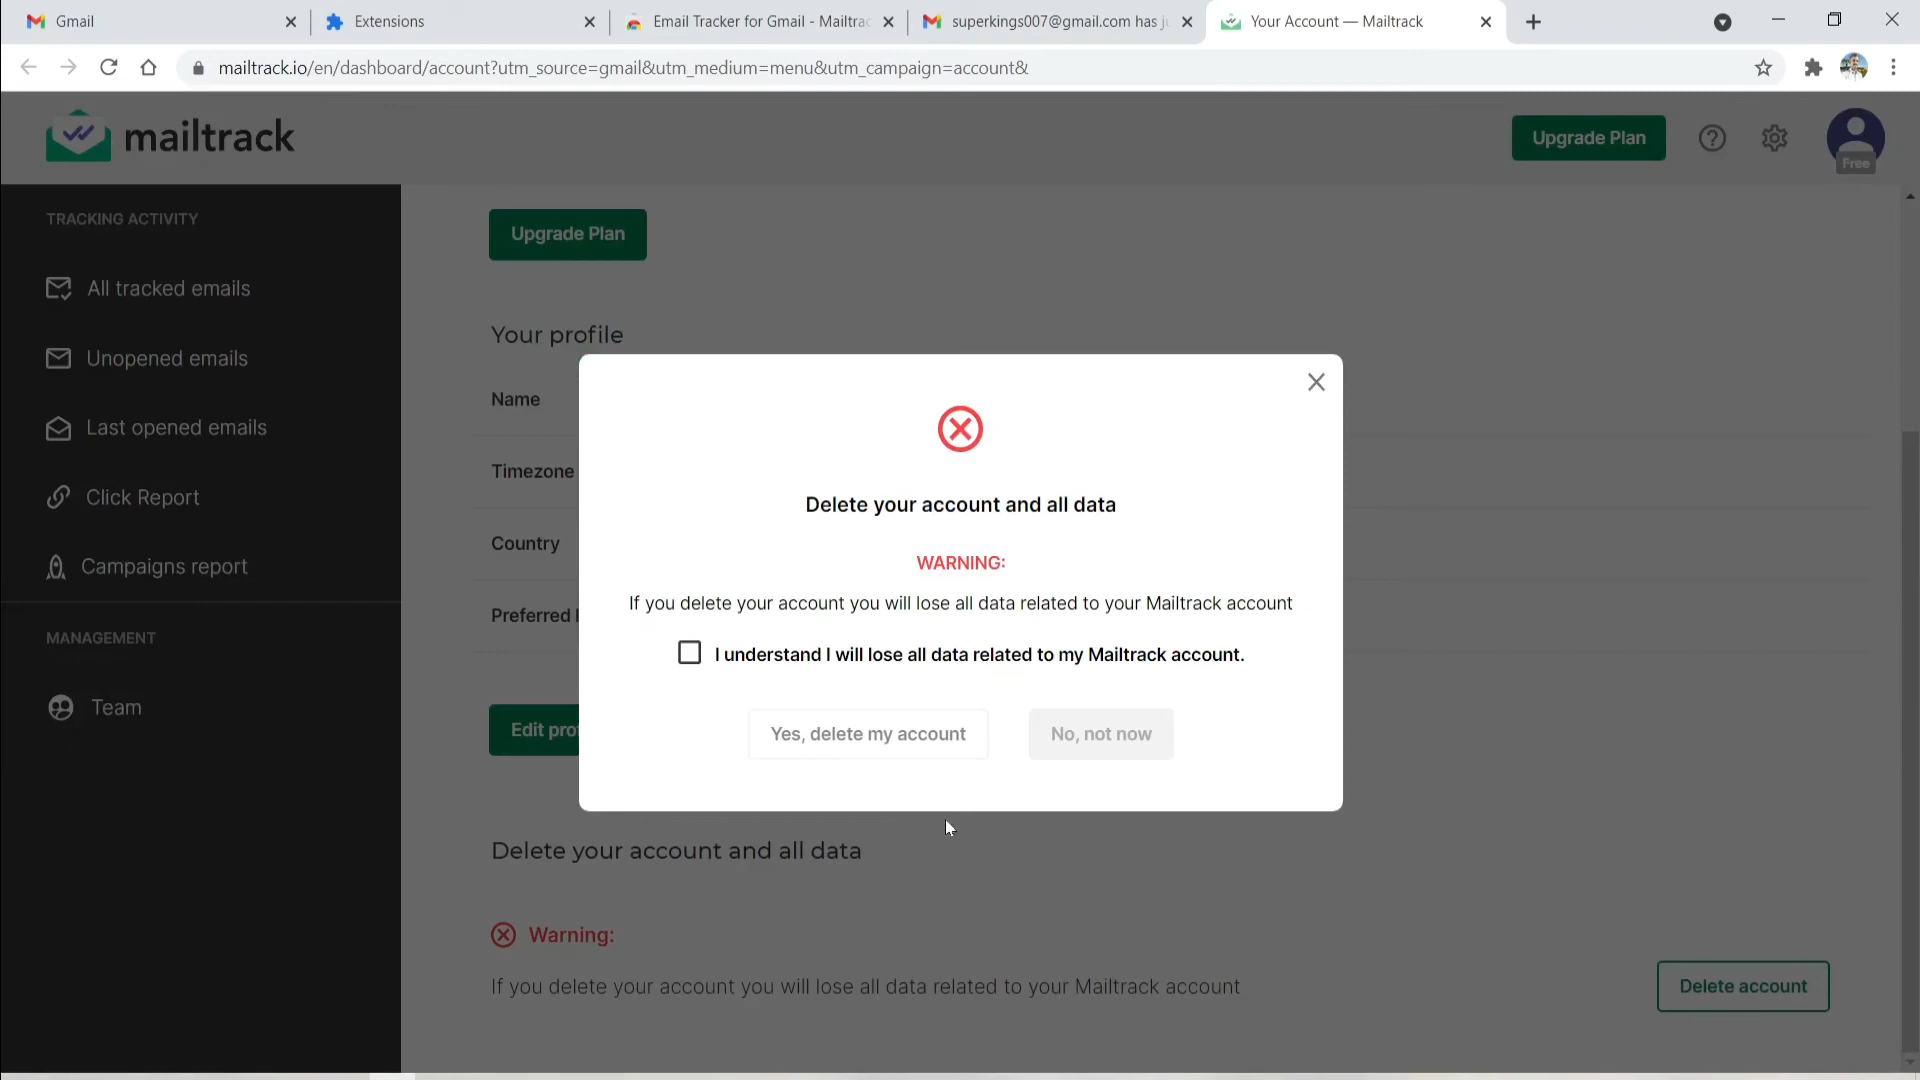 Gmail
Extensions
Email Tracker for Gmail - Mailtrac
superkings007@gmail.com has ju
Your Account — Mailtrack
mailtrack.io/en/dashboard/account?utm_source=gmail&utm_medium=menu&utm_campaign=account&
mailtrack
Upgrade Plan
Free
TRACKING ACTIVITY
All tracked emails
Unopened emails
Last opened emails
Click Report
Campaigns report
MANAGEMENT
Team
Upgrade Plan
Your profile
Name
Timezone
Country
Preferred l
Edit prof
Delete your account and all data
WARNING:
If you delete your account you will lose all data related to your Mailtrack account
I understand I will lose all data related to my Mailtrack account.
Yes, delete my account
No, not now
Delete your account and all data
Warning:
If you delete your account you will lose all data related to your Mailtrack account
Delete account